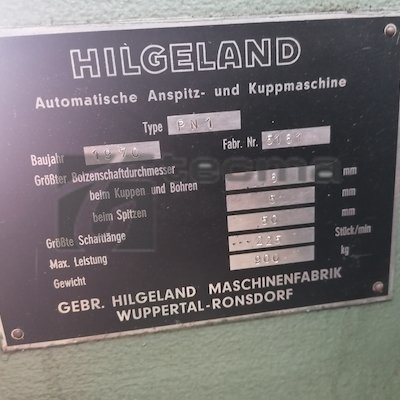 HILGELAND
Automatische Anspitz- und Kuppmaschine
Type PN 1
Baujahr 1970 Fabr. Nr. 5161
Größter Bolzenschaftdurchmesser
beim Kuppen und Bohren 8 mm
beim Spitzen 5 mm
Größte Schaftlänge 50 mm
Max. Leistung 225 Stück/min
Gewicht 900 kg
GEBR. HILGELAND MASCHINENFABRIK
WUPPERTAL-RONSDORF